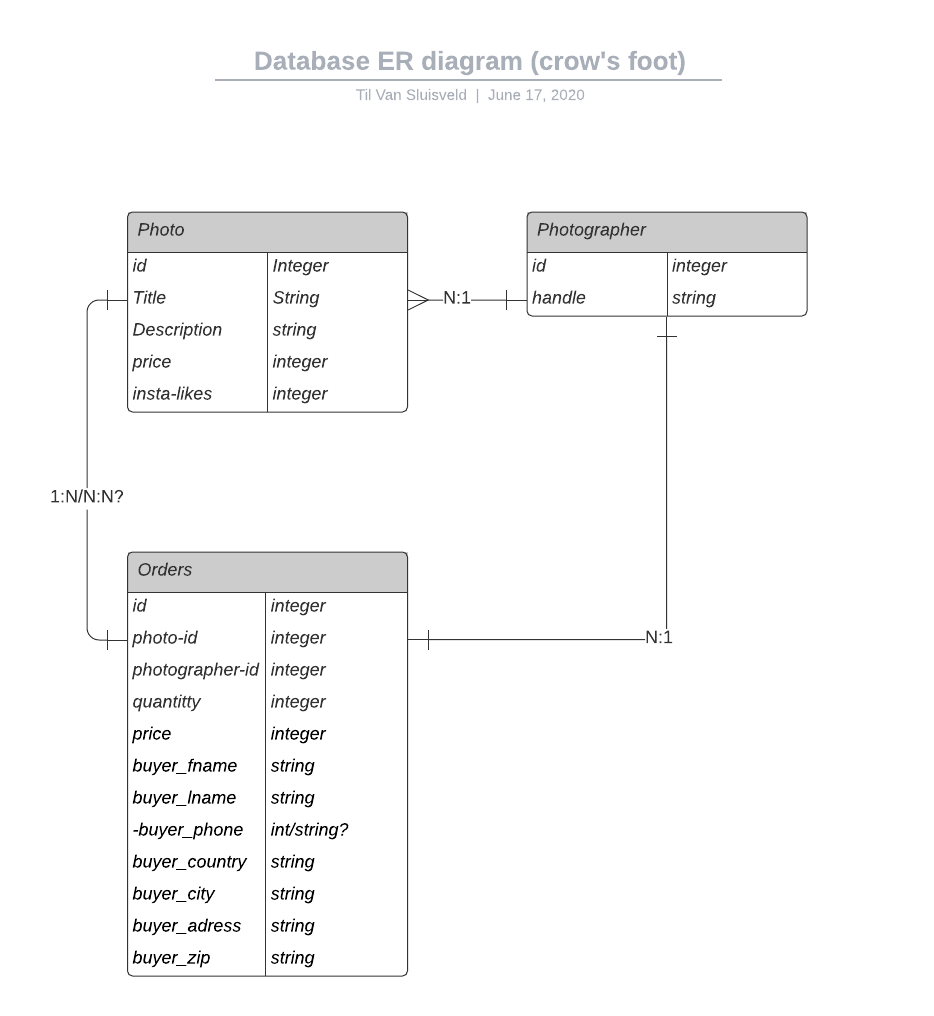 Database ER diagram (crow's foot)
Til Van Sluisveld | June 17, 2020
Photo
id Integer
Title String
Description string
price integer
insta-likes integer
N:1
Photographer
id integer
handle string
1:N/N:N?
Orders
id integer
photo-id integer
photographer-id integer
quantitty integer
price integer
buyer_fname string
buyer_lname string
-buyer_phone int/string?
buyer_country string
buyer_city string
buyer_adress string
buyer_zip string
N:1